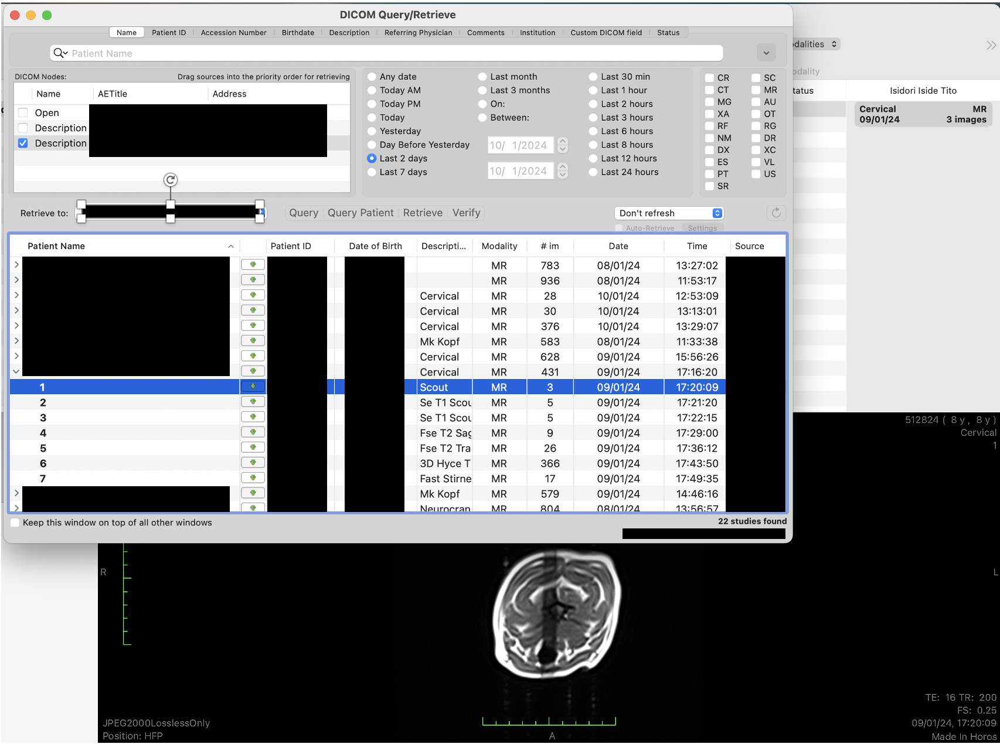 DICOM Query/Retrieve
Name Patient ID Accession Number Birthdate Description Referring Physician Comments Institution Custom DICOM field Status
Patient Name
DICOM Nodes: Drag sources into the priority order for retrieving
Name AETitle Address
Open
Description
Description
Any date Last month Last 30 min
Today AM Last 3 months Last 1 hour
Today PM On: Last 2 hours
Today Between: Last 3 hours
Yesterday Last 6 hours
Day Before Yesterday 10/ 1/2024 Last 8 hours
Last 2 days Last 12 hours
Last 7 days 10/ 1/2024 Last 24 hours
CR SC
CT MR
MG AU
XA OT
RF RG
NM DR
DX XC
ES VL
PT US
SR
Retrieve to: Query Query Patient Retrieve Verify Don't refresh
Auto-Retrieve Settings
Patient Name Patient ID Date of Birth Descripti... Modality # im Date Time Source
MR 783 08/01/24 13:27:02
MR 936 08/01/24 11:53:17
Cervical MR 28 10/01/24 12:53:09
Cervical MR 30 10/01/24 13:13:01
Cervical MR 376 10/01/24 13:29:07
Mk Kopf MR 583 08/01/24 11:33:38
Cervical MR 628 09/01/24 15:56:26
Cervical MR 431 09/01/24 17:16:20
1 Scout MR 3 09/01/24 17:20:09
2 Se T1 Scou MR 5 09/01/24 17:21:20
3 Se T1 Scou MR 5 09/01/24 17:22:15
4 Fse T2 Sag MR 9 09/01/24 17:29:00
5 Fse T2 Tra MR 26 09/01/24 17:36:12
6 3D Hyce T MR 366 09/01/24 17:43:50
7 Fast Stirne MR 17 09/01/24 17:49:35
Mk Kopf MR 579 09/01/24 14:46:16
Neurocran MR 804 08/01/24 13:56:57
Keep this window on top of all other windows 22 studies found
odalities
odality
tatus Isidori Iside Tito
Cervical MR
09/01/24 3 images
512824 ( 8 y , 8 y )
Cervical
1
R L
TE: 16 TR: 200
FS: 0.25
JPEG2000LosslessOnly 09/01/24, 17:20:09
Position: HFP A Made In Horos